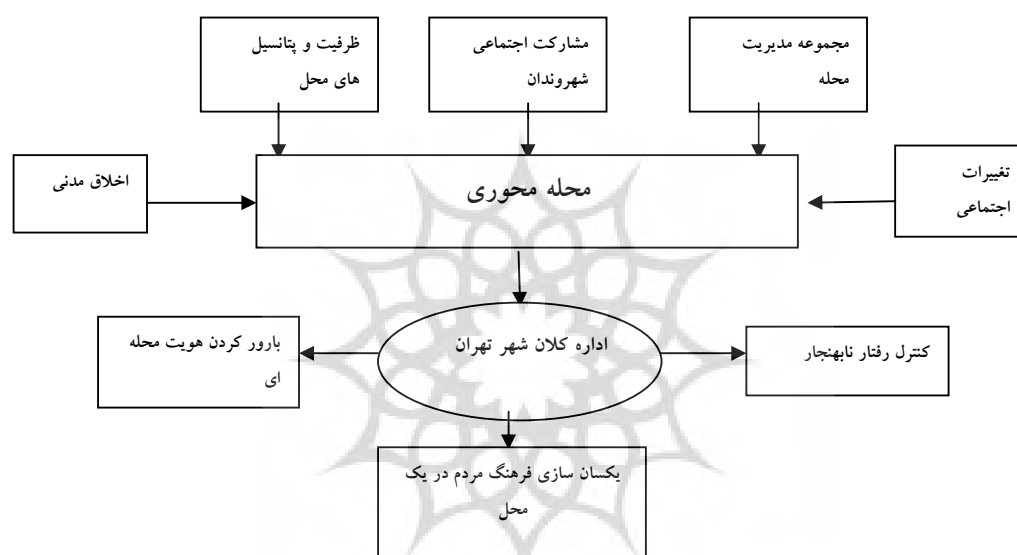 مجموعه مدیریت
محله
مشارکت اجتماعی
شهروندان
ظرفیت و پتانسیل
های محل
تغییرات
اجتماعی
محله محوری
اخلاق مدنی
اداره کلان شهر تهران
کنترل رفتار نابهنجار
بارور کردن هویت محله
ای
یکسان سازی فرهنگ مردم در یک
محل